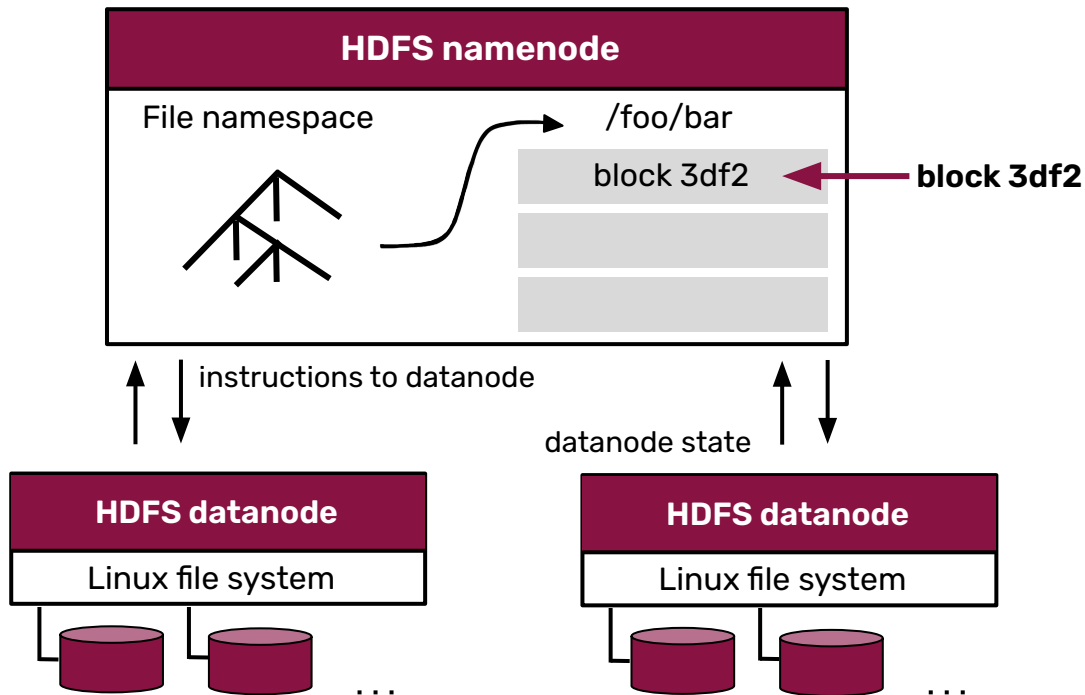 HDFS namenode
File namespace
/foo/bar
block 3df2
block 3df2
instructions to datanode
datanode state
HDFS datanode
Linux file system
...
HDFS datanode
Linux file system
...